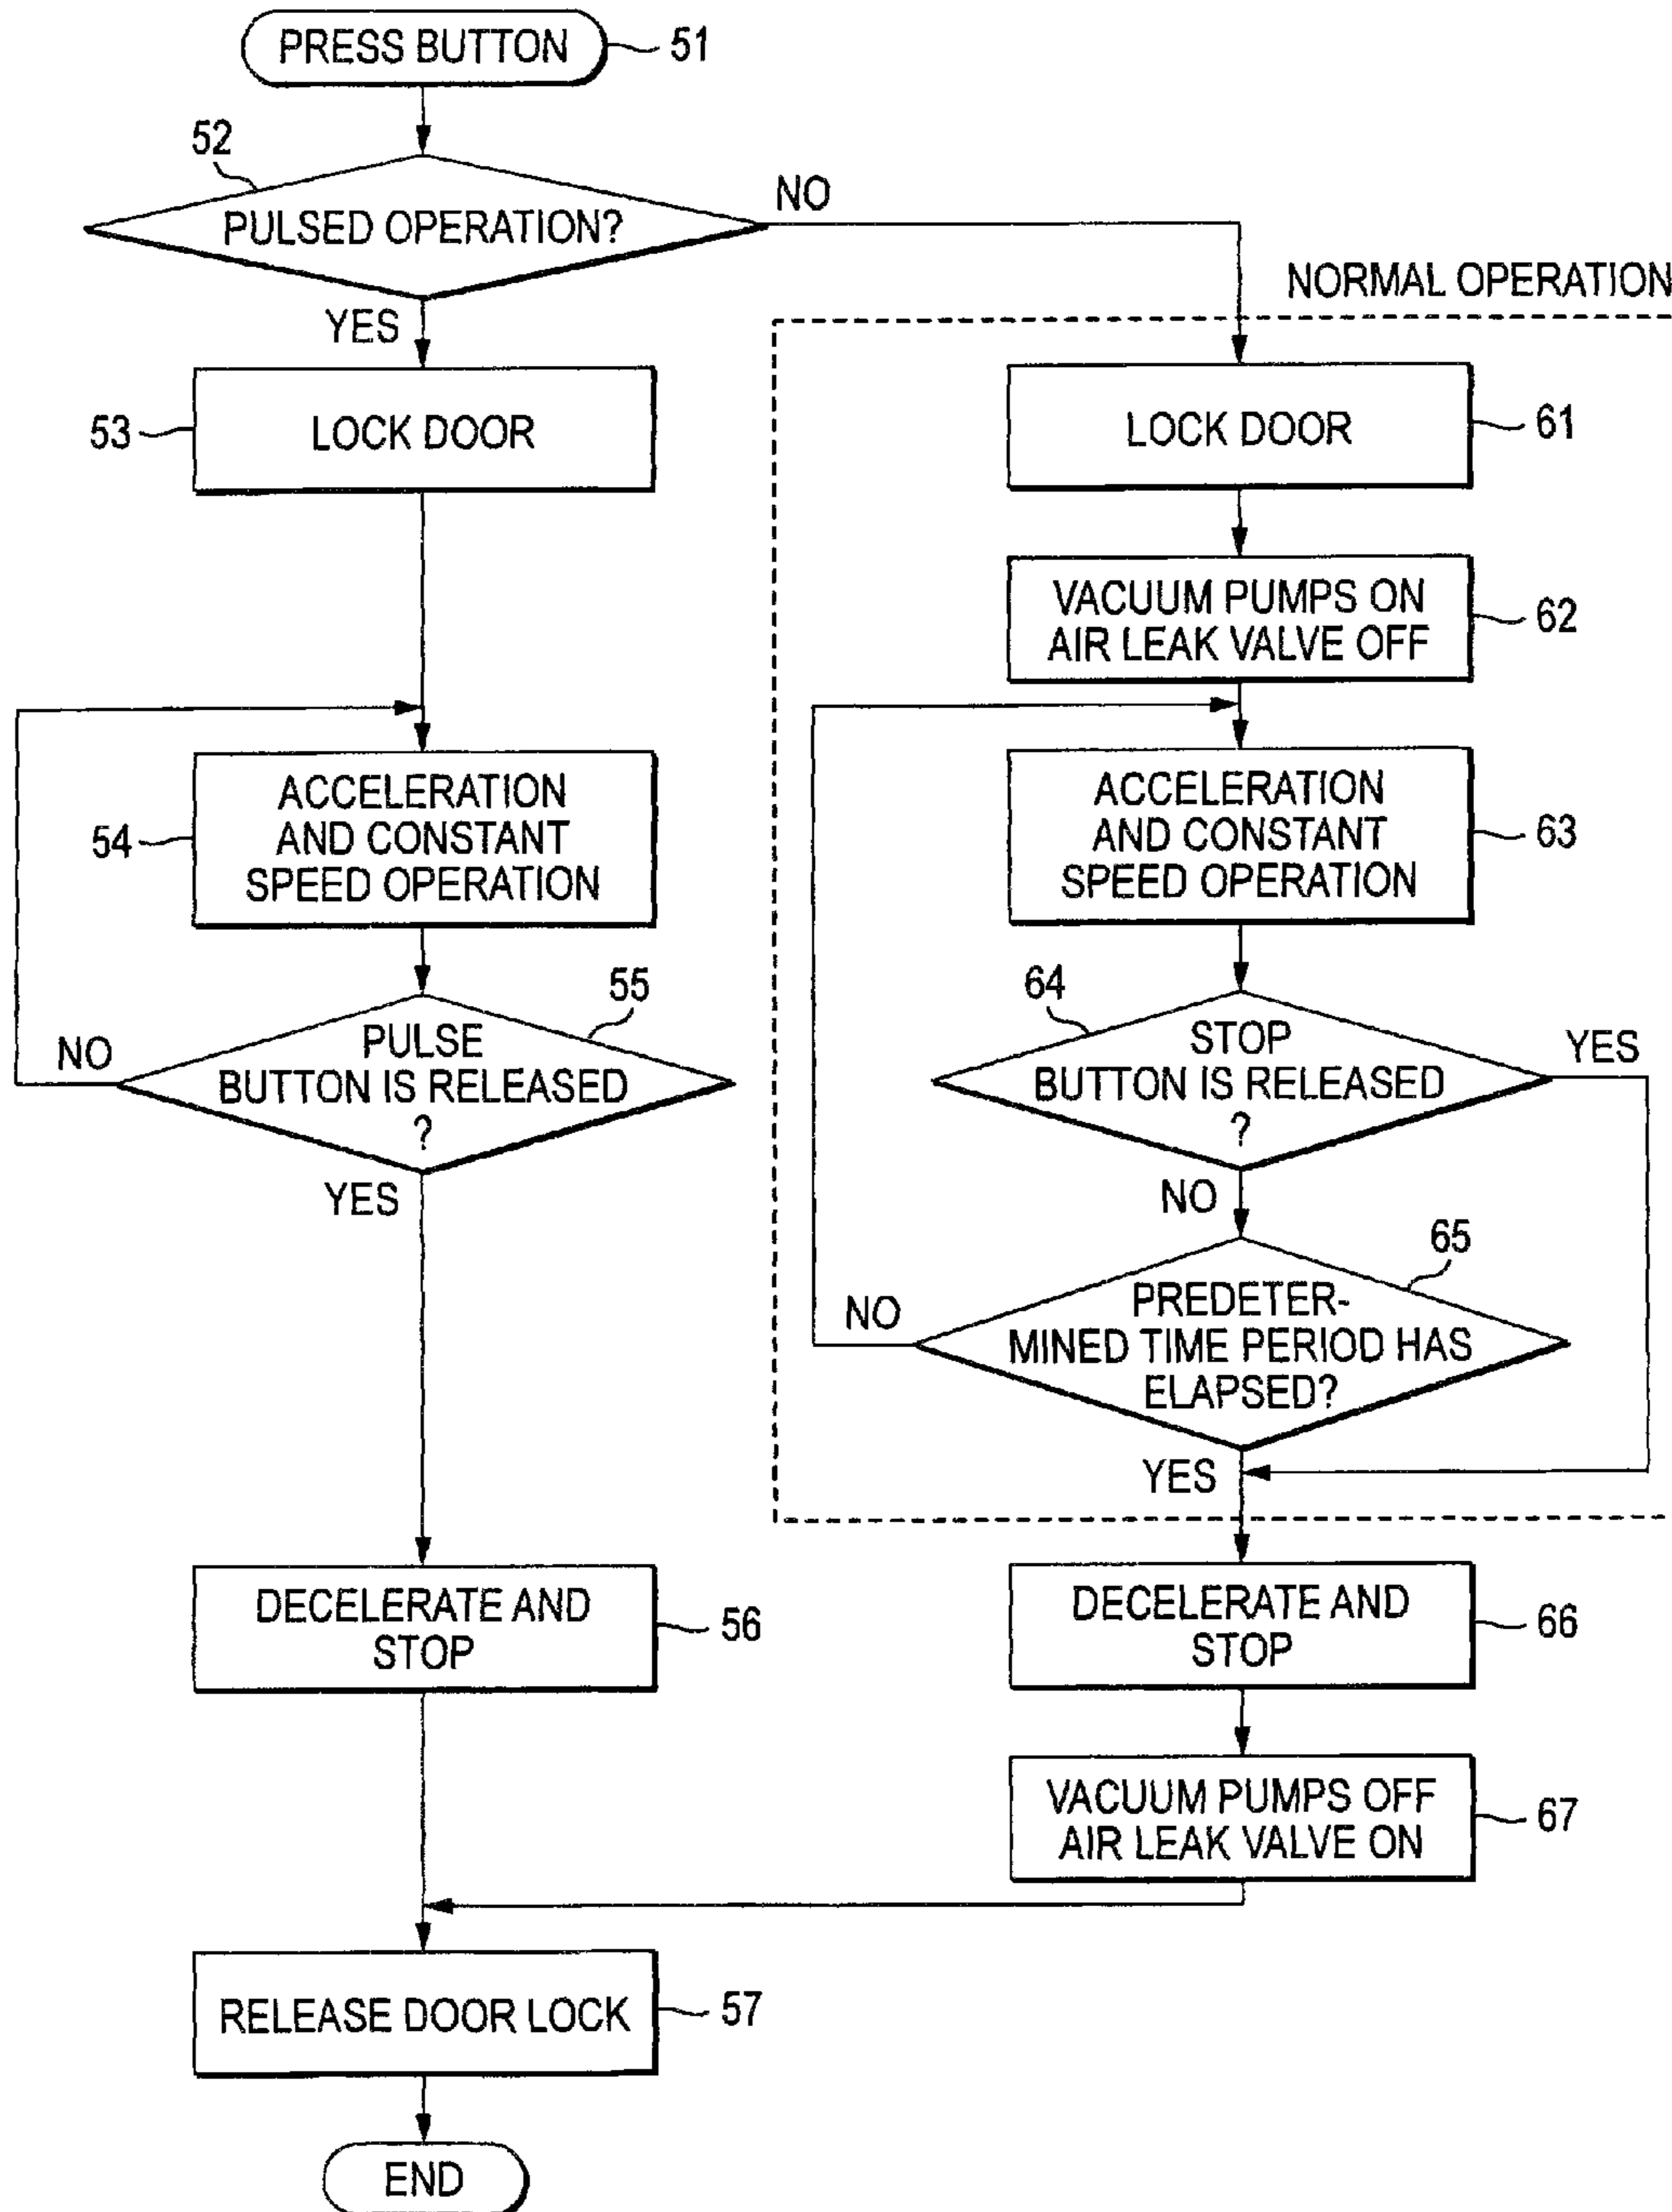 PRESS BUTTON
51
52
PULSED OPERATION?
NO
YES
NORMAL OPERATION
53
LOCK DOOR
LOCK DOOR
61
VACUUM PUMPS ON
AIR LEAK VALVE OFF
62
54
ACCELERATION
AND CONSTANT
SPEED OPERATION
ACCELERATION
AND CONSTANT
SPEED OPERATION
63
55
NO
PULSE
BUTTON IS RELEASED
?
YES
64
STOP
BUTTON IS RELEASED
?
YES
NO
65
NO
PREDETER-
MINED TIME PERIOD HAS
ELAPSED?
YES
DECELERATE AND
STOP
56
DECELERATE AND
STOP
66
VACUUM PUMPS OFF
AIR LEAK VALVE ON
67
RELEASE DOOR LOCK
57
END